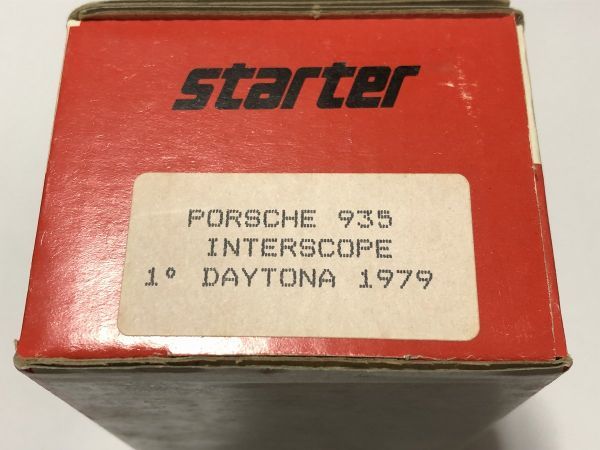 starter
PORSCHE 935
INTERSCOPE
1° DAYTONA 1979